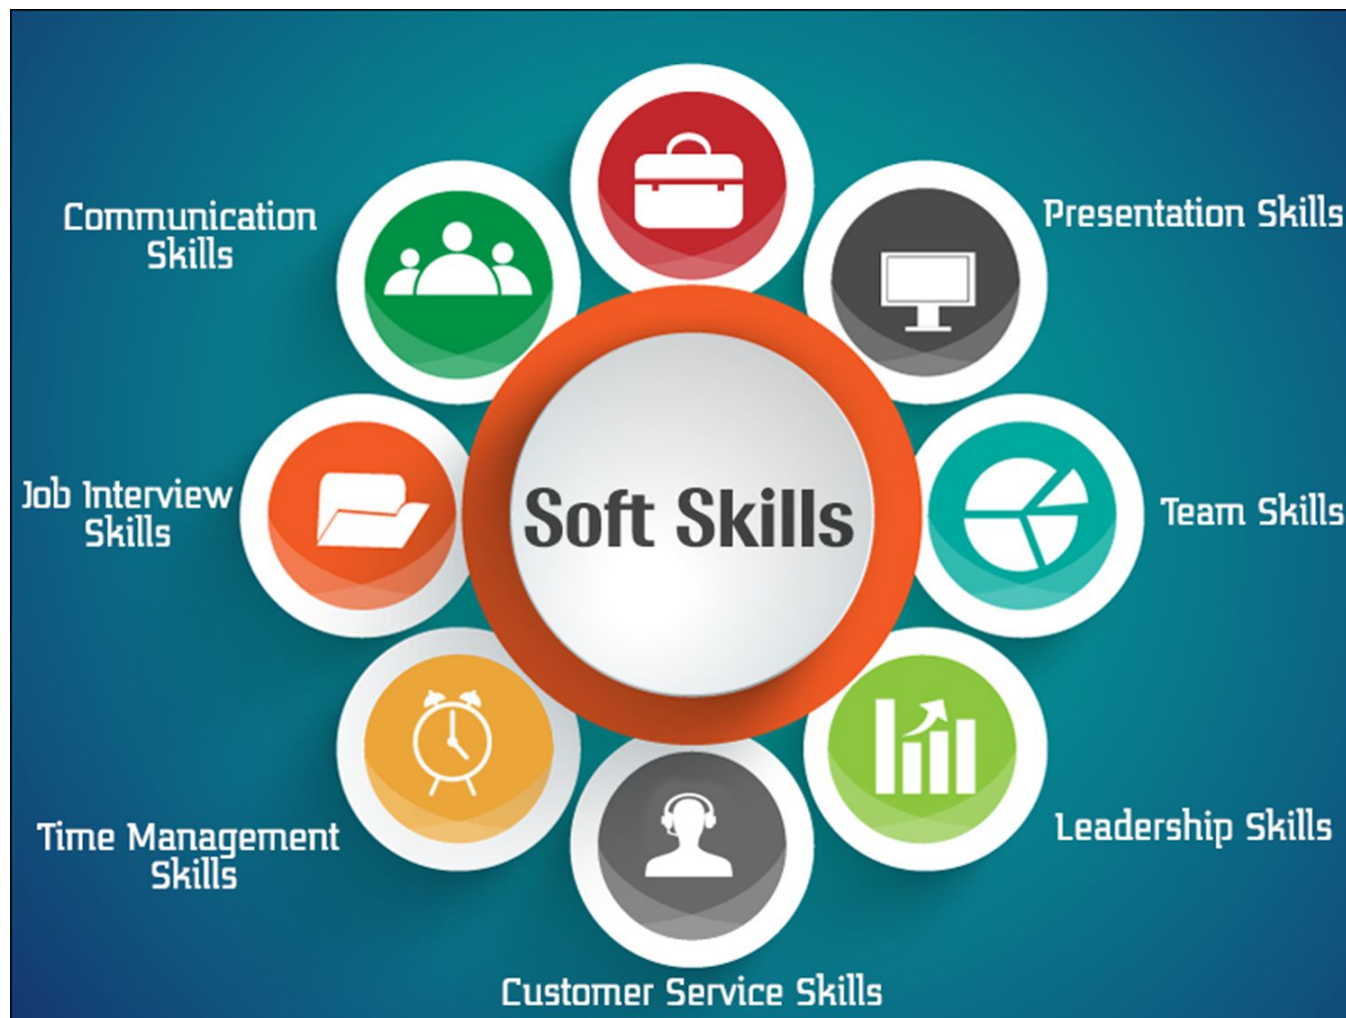 Communication
Skills
Presentation Skills
Job Interview
Skills
Soft Skills
Team Skills
Time Management
Skills
Leadership Skills
Customer Service Skills